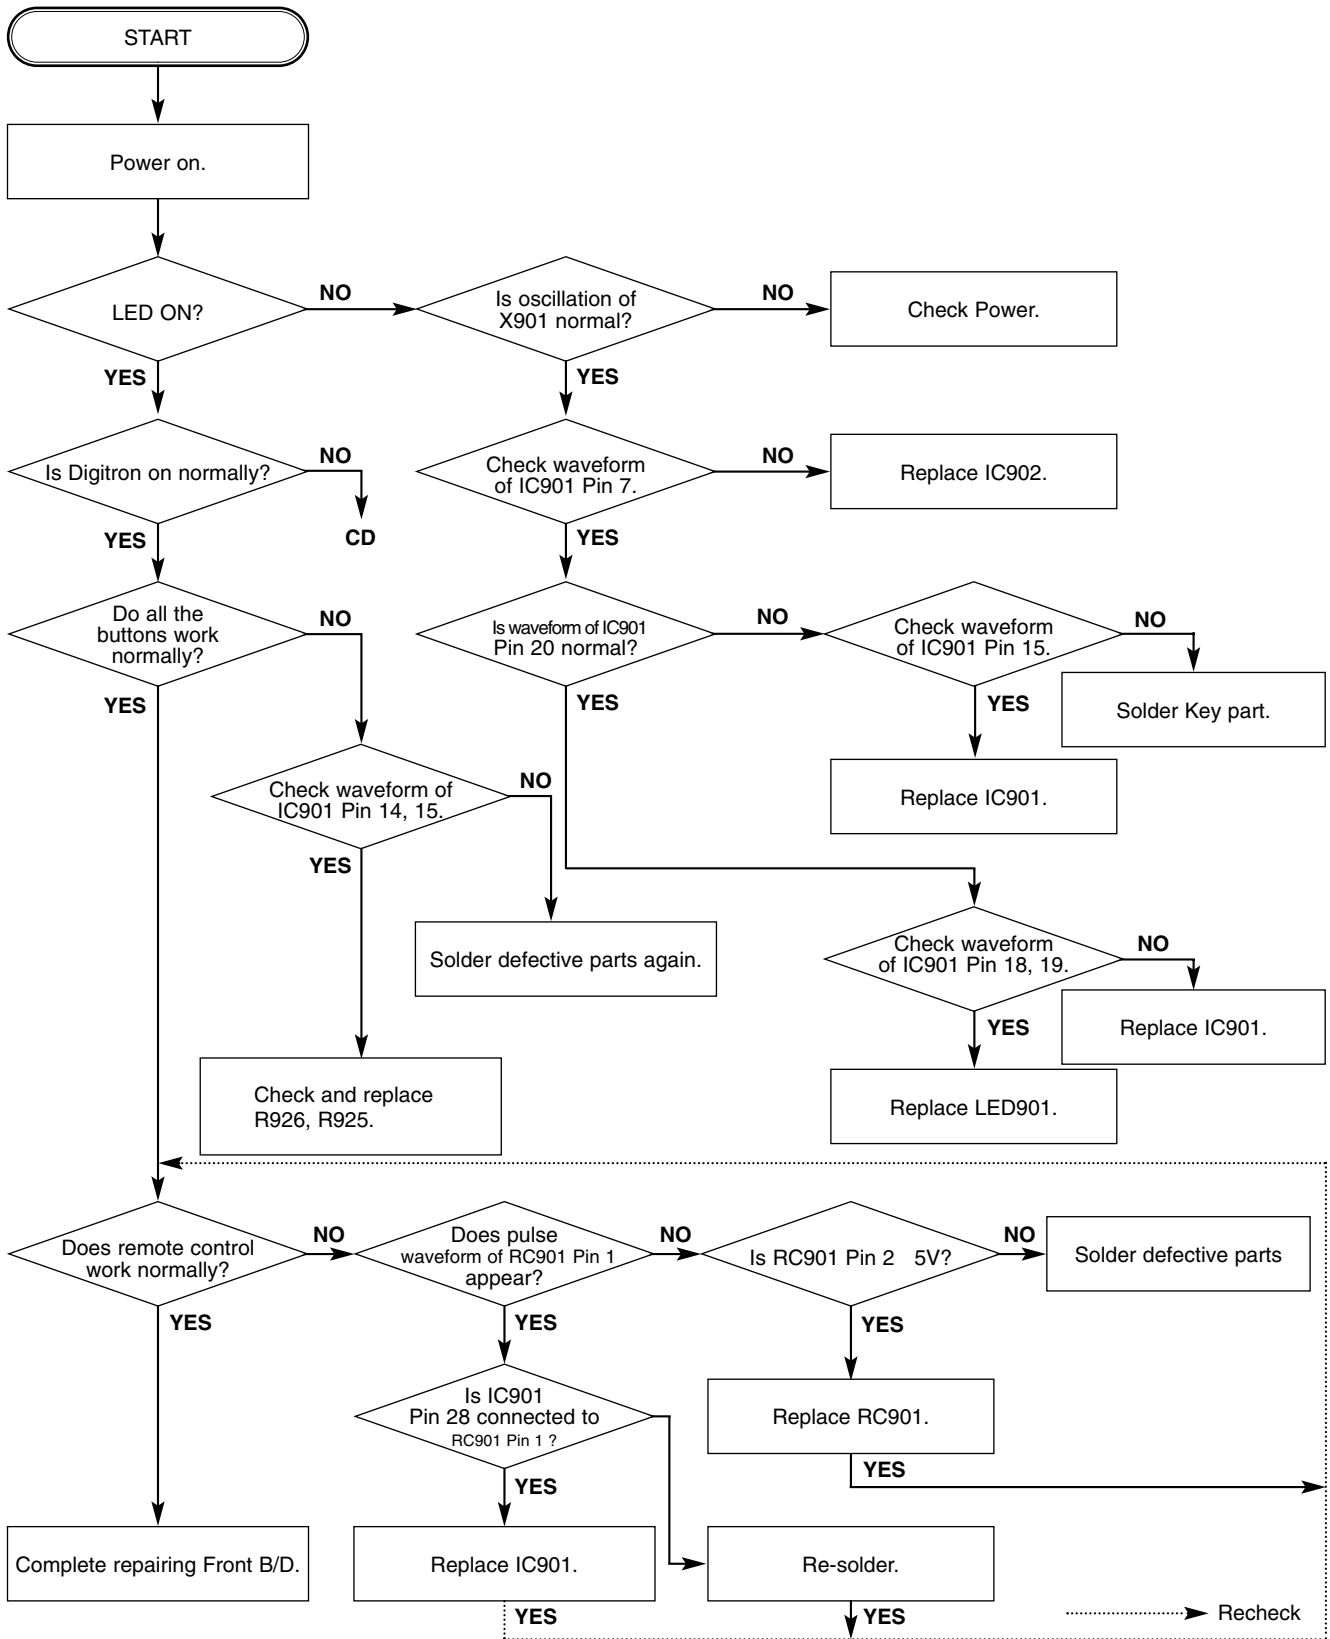 START
Power on.
LED ON?
NO
Is oscillation of
X901 normal?
NO
Check Power.
YES
YES
Is Digitron on normally?
NO
CD
Check waveform
of IC901 Pin 7.
NO
Replace IC902.
YES
YES
Do all the
buttons work
normally?
NO
Is waveform of IC901
Pin 20 normal?
NO
Check waveform
of IC901 Pin 15.
NO
Solder Key part.
YES
YES
YES
Replace IC901.
Check waveform of
IC901 Pin 14, 15.
NO
YES
Solder defective parts again.
Check waveform
of IC901 Pin 18, 19.
NO
Replace IC901.
YES
Replace LED901.
Check and replace
R926, R925.
Does remote control
work normally?
NO
Does pulse
waveform of RC901 Pin 1
appear?
NO
Is RC901 Pin 2 5V?
NO
Solder defective parts
YES
YES
YES
Is IC901
Pin 28 connected to
RC901 Pin 1 ?
Replace RC901.
YES
YES
Complete repairing Front B/D.
Replace IC901.
Re-solder.
YES
YES
Recheck